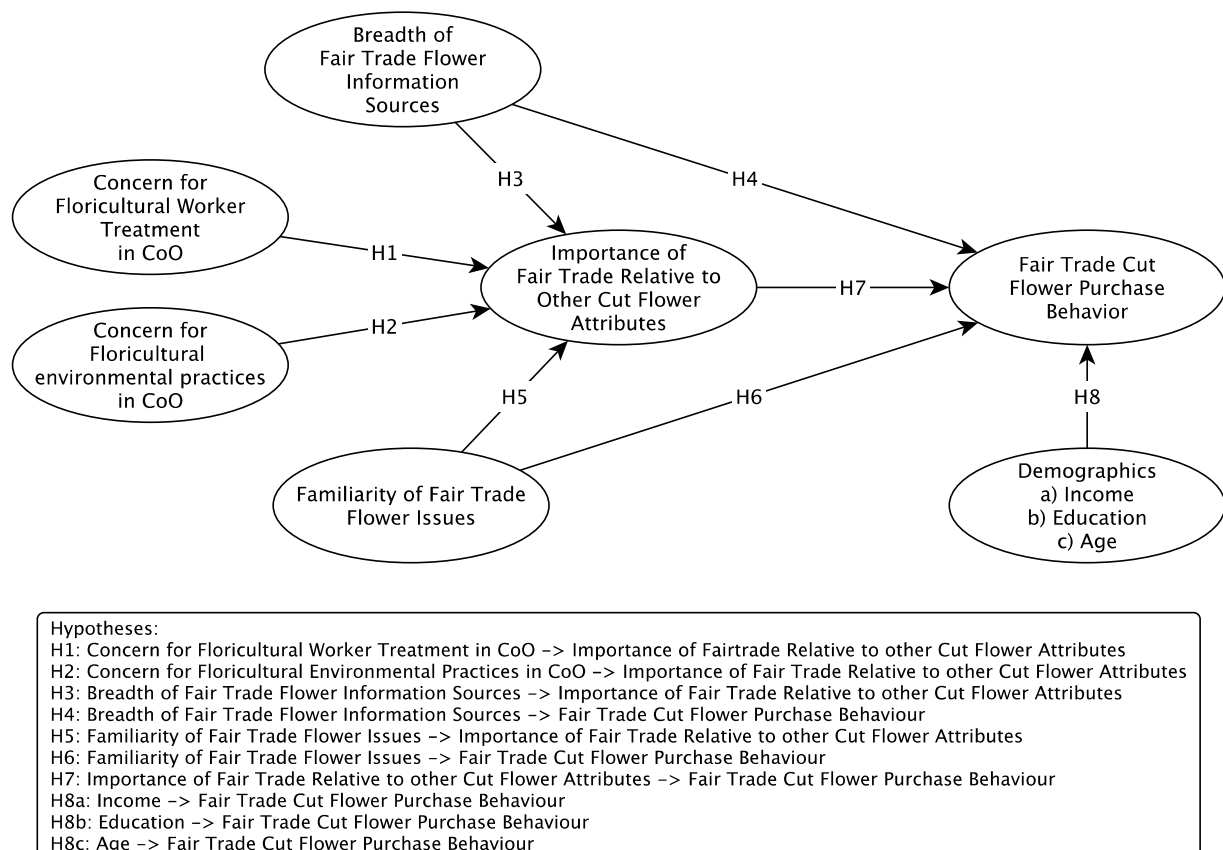 Breadth of
Fair Trade Flower
Information
Sources
H3
H4
Concern for
Floricultural Worker
Treatment
in CoO
H1
Importance of
Fair Trade Relative to
Other Cut Flower
Attributes
H7
Fair Trade Cut
Flower Purchase
Behavior
Concern for
Floricultural
environmental practices
in CoO
H2
H5
H6
H8
Familiarity of Fair Trade
Flower Issues
Demographics
a) Income
b) Education
c) Age
Hypotheses:
H1: Concern for Floricultural Worker Treatment in CoO -> Importance of Fairtrade Relative to other Cut Flower Attributes
H2: Concern for Floricultural Environmental Practices in CoO -> Importance of Fair Trade Relative to other Cut Flower Attributes
H3: Breadth of Fair Trade Flower Information Sources -> Importance of Fair Trade Relative to other Cut Flower Attributes
H4: Breadth of Fair Trade Flower Information Sources -> Fair Trade Cut Flower Purchase Behaviour
H5: Familiarity of Fair Trade Flower Issues -> Importance of Fair Trade Relative to other Cut Flower Attributes
H6: Familiarity of Fair Trade Flower Issues -> Fair Trade Cut Flower Purchase Behaviour
H7: Importance of Fair Trade Relative to other Cut Flower Attributes -> Fair Trade Cut Flower Purchase Behaviour
H8a: Income -> Fair Trade Cut Flower Purchase Behaviour
H8b: Education -> Fair Trade Cut Flower Purchase Behaviour
H8c: Age -> Fair Trade Cut Flower Purchase Behaviour